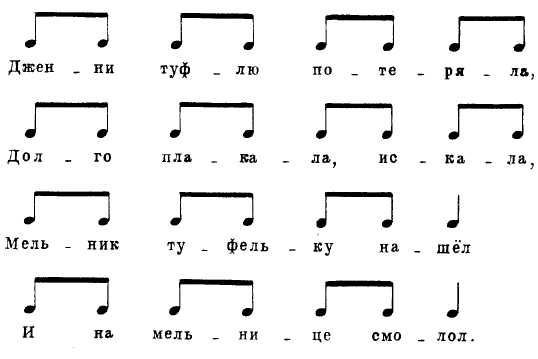 Джен - ни туф - лю по - те - ря - ла,
Дол - го пла - ка - ла, ис - ка - ла,
Мель - ник ту - фель - ку на - шёл
И на мель - ни - це смо - лол.